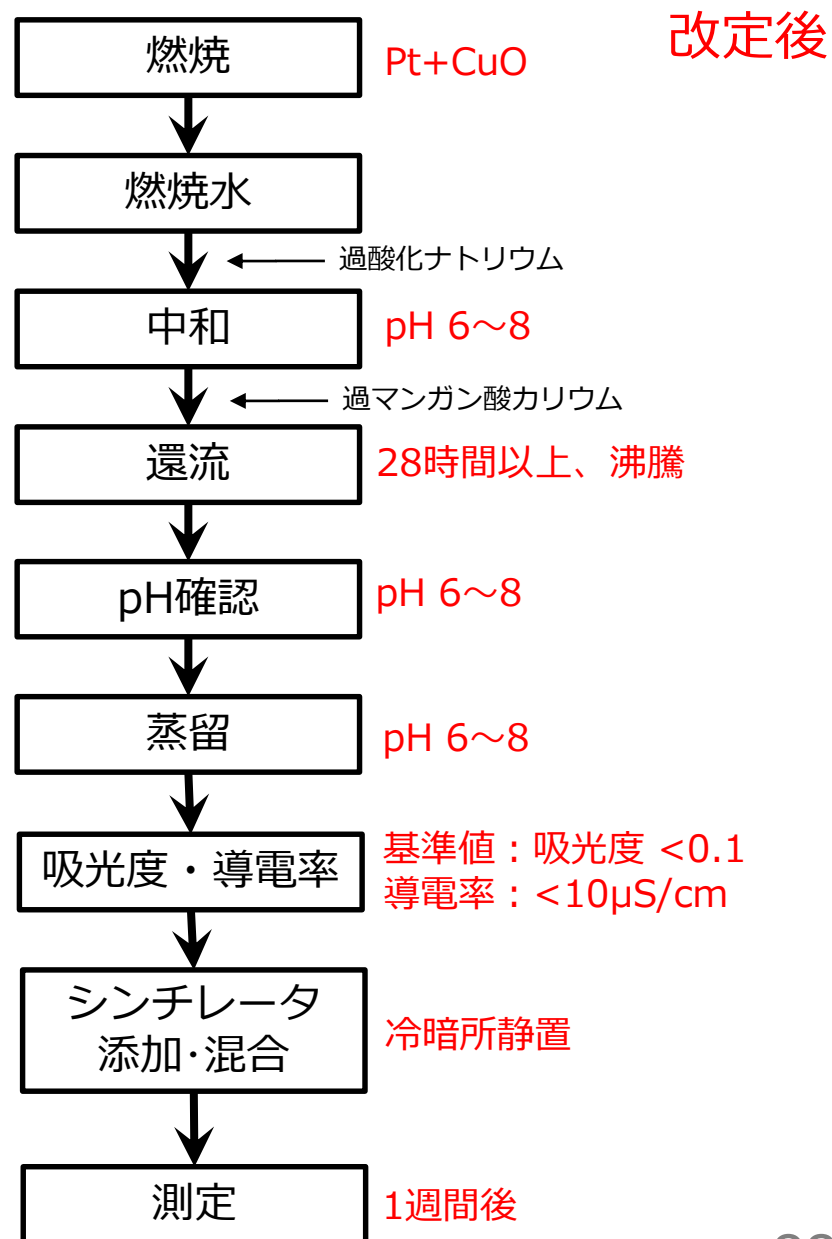 改定後
燃焼
Pt+CuO
燃焼水
過酸化ナトリウム
中和
pH 6～8
過マンガン酸カリウム
還流
28時間以上、沸騰
pH確認
pH 6～8
蒸留
pH 6～8
吸光度・導電率
基準値：吸光度 <0.1
導電率：<10μS/cm
シンチレータ
添加･混合
冷暗所静置
測定
1週間後